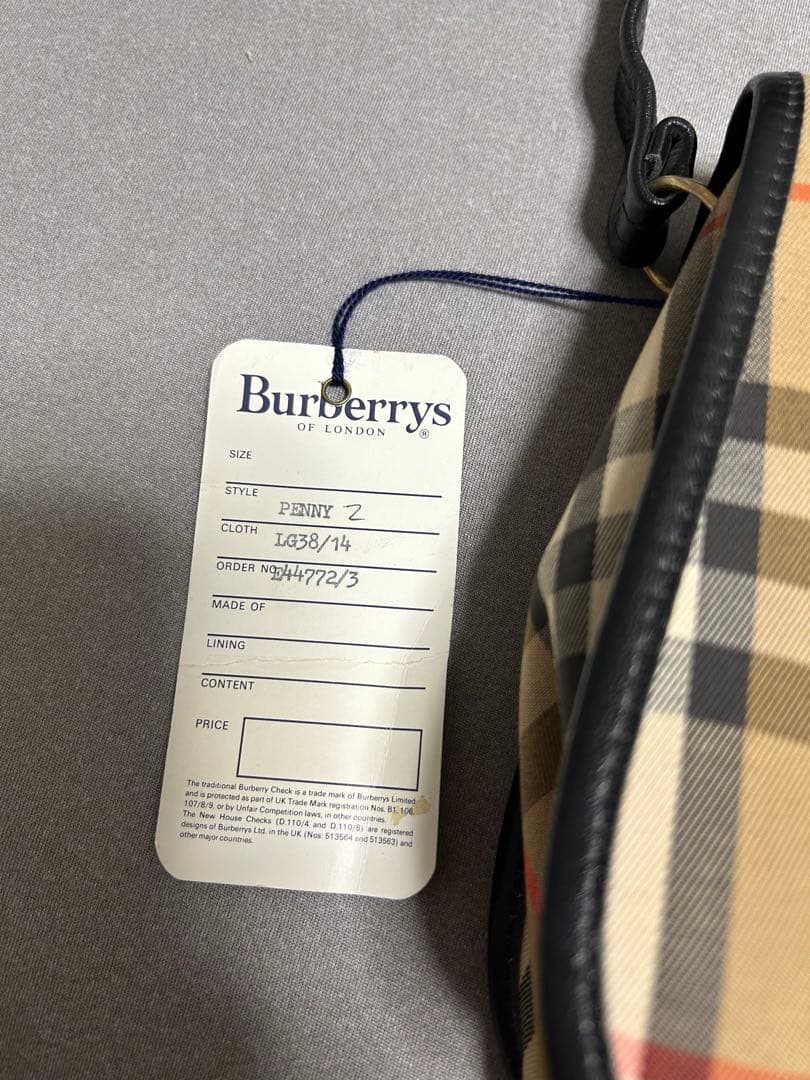 Burberrys
OF LONDON ®
SIZE
STYLE PENNY 2
CLOTH LG38/14
ORDER NO. E44772/3
MADE OF
LINING
CONTENT
PRICE
The traditional Burberry Check is a trade mark of Burberrys Limited
and is protected as part of UK Trade Mark registration Nos. B1, 106,
107/8/9, or by Unfair Competition laws, in other countries.
The New House Checks (D.110/4 and D.110/6) are registered
designs of Burberrys Ltd. in the UK (Nos: 513564 and 513563) and
other major countries.